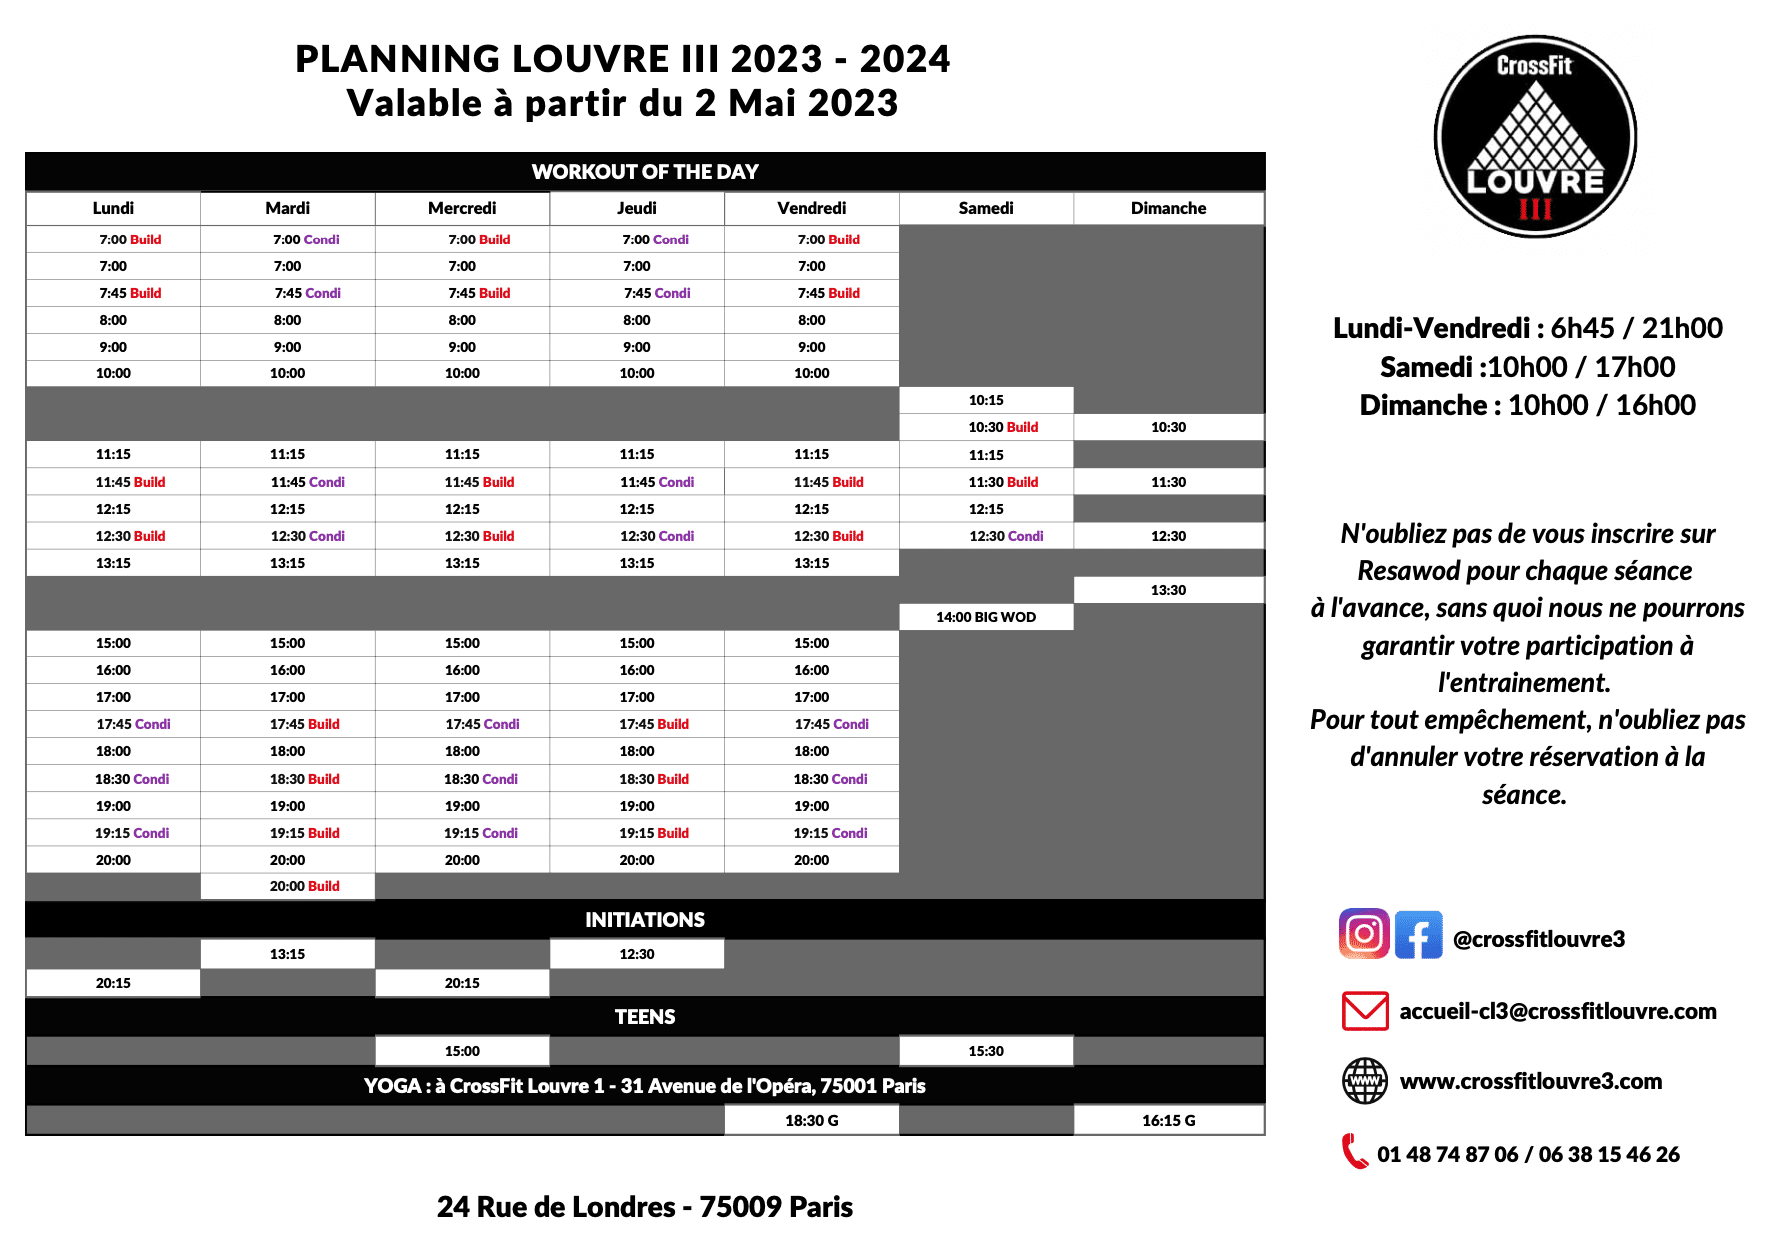 PLANNING LOUVRE III 2023 - 2024
Valable à partir du 2 Mai 2023
WORKOUT OF THE DAY
Lundi Mardi Mercredi Jeudi Vendredi Samedi Dimanche
7:00 Build 7:00 Condi 7:00 Build 7:00 Condi 7:00 Build
7:00 7:00 7:00 7:00 7:00
7:45 Build 7:45 Condi 7:45 Build 7:45 Condi 7:45 Build
8:00 8:00 8:00 8:00 8:00
9:00 9:00 9:00 9:00 9:00
10:00 10:00 10:00 10:00 10:00
10:15
10:30 Build 10:30
11:15 11:15 11:15 11:15 11:15 11:15
11:45 Build 11:45 Condi 11:45 Build 11:45 Condi 11:45 Build 11:30 Build 11:30
12:15 12:15 12:15 12:15 12:15 12:15
12:30 Build 12:30 Condi 12:30 Build 12:30 Condi 12:30 Build 12:30 Condi 12:30
13:15 13:15 13:15 13:15 13:15
13:30
14:00 BIG WOD
15:00 15:00 15:00 15:00 15:00
16:00 16:00 16:00 16:00 16:00
17:00 17:00 17:00 17:00 17:00
17:45 Condi 17:45 Build 17:45 Condi 17:45 Build 17:45 Condi
18:00 18:00 18:00 18:00 18:00
18:30 Condi 18:30 Build 18:30 Condi 18:30 Build 18:30 Condi
19:00 19:00 19:00 19:00 19:00
19:15 Condi 19:15 Build 19:15 Condi 19:15 Build 19:15 Condi
20:00 20:00 20:00 20:00 20:00
20:00 Build
INITIATIONS
13:15 12:30
20:15 20:15
TEENS
15:00 15:30
YOGA : à CrossFit Louvre 1 - 31 Avenue de l'Opéra, 75001 Paris
18:30 G 16:15 G
24 Rue de Londres - 75009 Paris
CrossFit
LOUVRE
III
Lundi-Vendredi : 6h45 / 21h00
Samedi :10h00 / 17h00
Dimanche : 10h00 / 16h00
N'oubliez pas de vous inscrire sur
Resawod pour chaque séance
à l'avance, sans quoi nous ne pourrons
garantir votre participation à
l'entrainement.
Pour tout empêchement, n'oubliez pas
d'annuler votre réservation à la
séance.
@crossfitlouvre3
accueil-cl3@crossfitlouvre.com
www
www.crossfitlouvre3.com
01 48 74 87 06 / 06 38 15 46 26